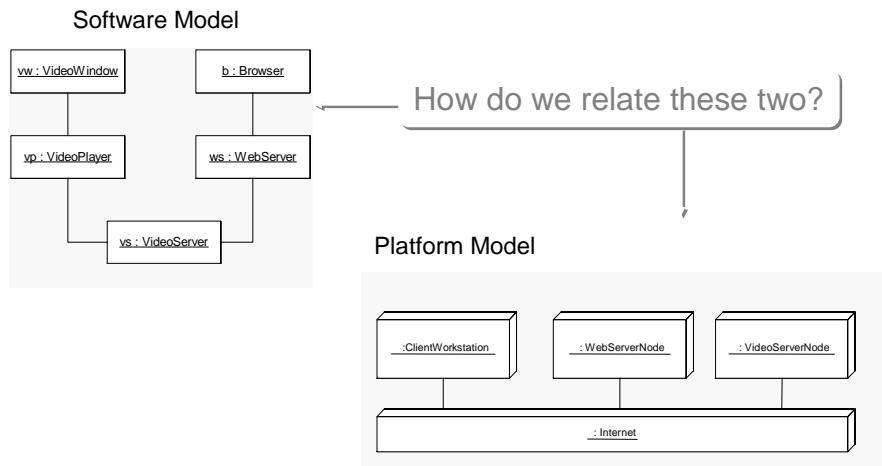 Software Model
vw : VideoWindow
b : Browser
How do we relate these two?
vp : VideoPlayer
ws : WebServer
vs : VideoServer
Platform Model
:ClientWorkstation
: WebServerNode
: VideoServerNode
: Internet